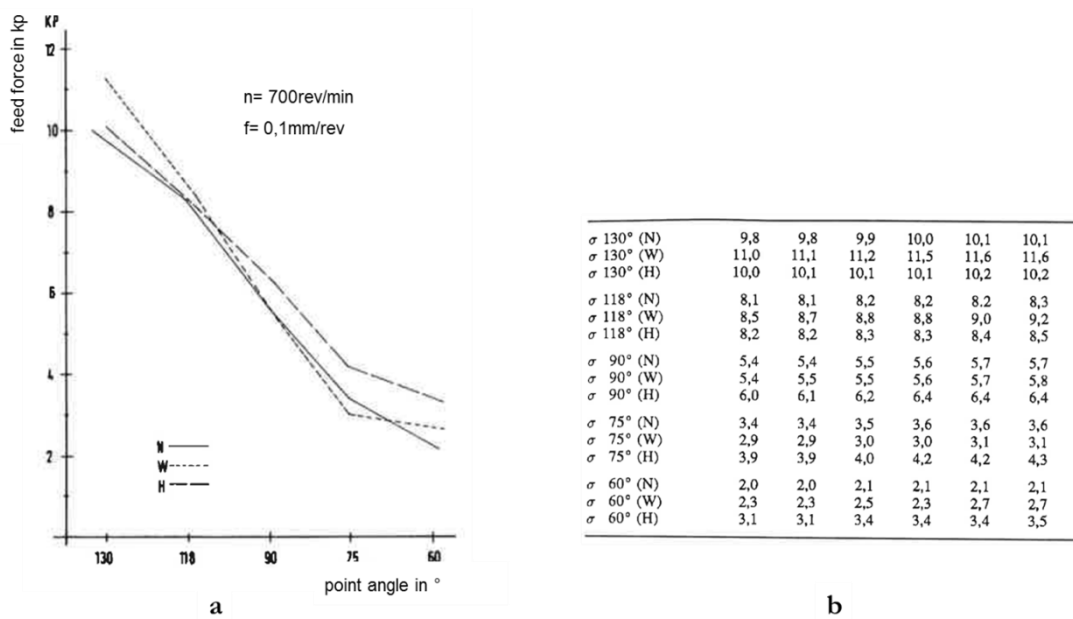 feed force in kp
KP
12
10
8
6
4
2
n= 700rev/min
f= 0,1mm/rev
N
W
H
130
118
90
75
60
point angle in °
a
σ 130° (N) 9,8 9,8 9,9 10,0 10,1 10,1
σ 130° (W) 11,0 11,1 11,2 11,5 11,6 11,6
σ 130° (H) 10,0 10,1 10,1 10,1 10,2 10,2
σ 118° (N) 8,1 8,1 8,2 8,2 8,2 8,3
σ 118° (W) 8,5 8,7 8,8 8,8 9,0 9,2
σ 118° (H) 8,2 8,2 8,3 8,3 8,4 8,5
σ 90° (N) 5,4 5,4 5,5 5,6 5,7 5,7
σ 90° (W) 5,4 5,5 5,5 5,6 5,7 5,8
σ 90° (H) 6,0 6,1 6,2 6,4 6,4 6,4
σ 75° (N) 3,4 3,4 3,5 3,6 3,6 3,6
σ 75° (W) 2,9 2,9 3,0 3,0 3,1 3,1
σ 75° (H) 3,9 3,9 4,0 4,2 4,2 4,3
σ 60° (N) 2,0 2,0 2,1 2,1 2,1 2,1
σ 60° (W) 2,3 2,3 2,5 2,3 2,7 2,7
σ 60° (H) 3,1 3,1 3,4 3,4 3,4 3,5
b